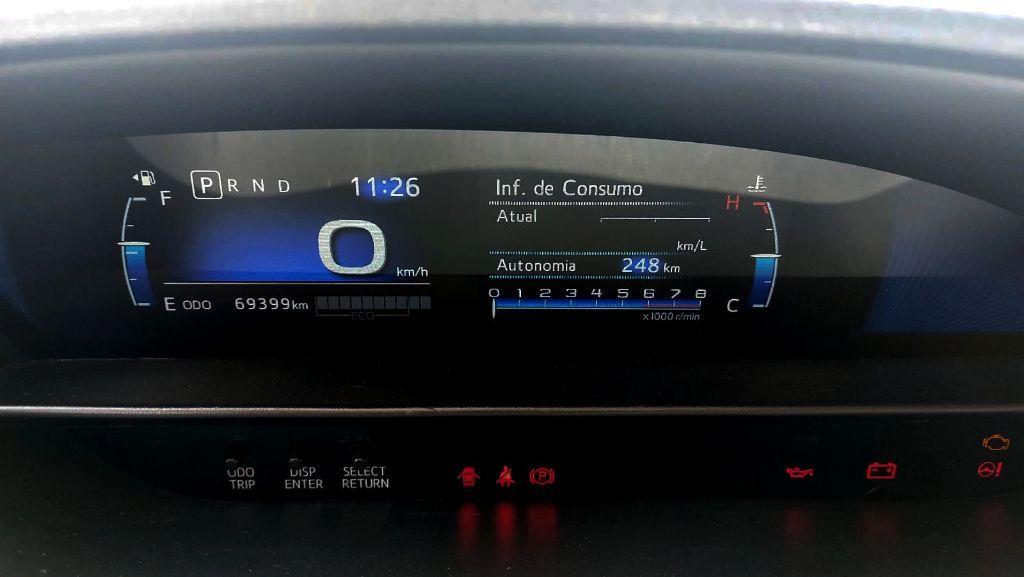 F P R N D 11:26
0 km/h
E ODO 69399km
ECO
Inf. de Consumo
Atual
km/L
Autonomia 248 km
0 1 2 3 4 5 6 7 8
x1000 r/min
H
C
ODO
TRIP
DISP
ENTER
SELECT
RETURN